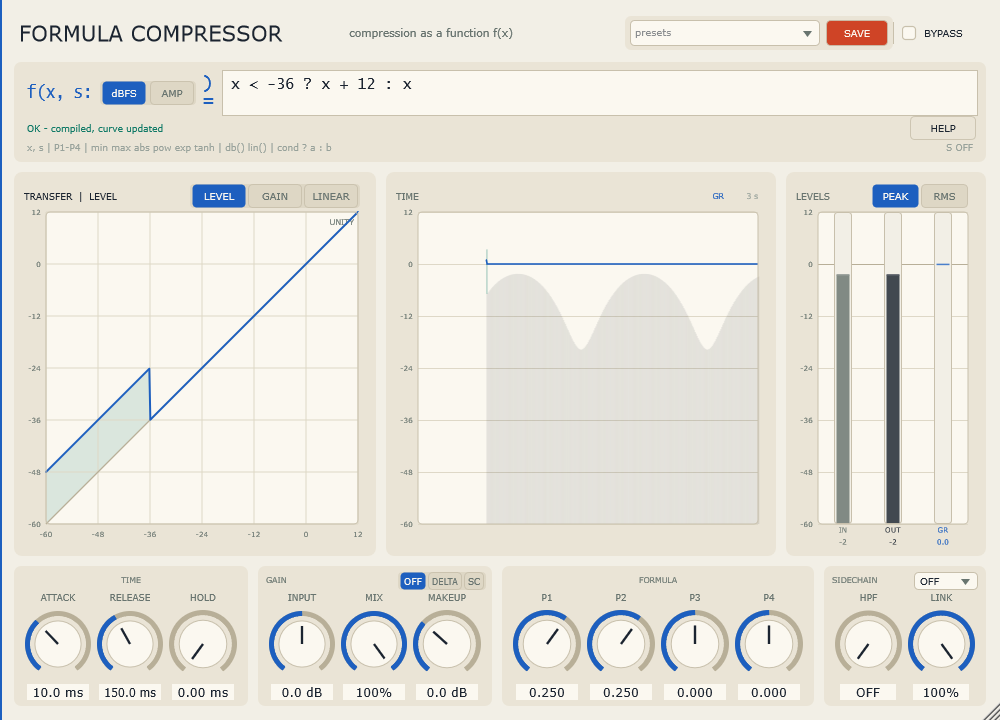 FORMULA COMPRESSOR
compression as a function f(x)
presets
SAVE
BYPASS
f(x, s: dBFS AMP ) =
x < -36 ? x + 12 : x
OK - compiled, curve updated
HELP
x, s | P1-P4 | min max abs pow exp tanh | db() lin() | cond ? a : b
S OFF
TRANSFER | LEVEL
LEVEL GAIN LINEAR
UNITY
12
0
-12
-24
-36
-48
-60
-60 -48 -36 -24 -12 0 12
TIME
GR 3 s
12
0
-12
-24
-36
-48
-60
LEVELS
PEAK RMS
12
0
-12
-24
-36
-48
-60
IN OUT GR
-2 -2 0.0
TIME
ATTACK RELEASE HOLD
10.0 ms 150.0 ms 0.00 ms
GAIN
OFF DELTA SC
INPUT MIX MAKEUP
0.0 dB 100% 0.0 dB
FORMULA
P1 P2 P3 P4
0.250 0.250 0.000 0.000
SIDECHAIN
OFF
HPF LINK
OFF 100%